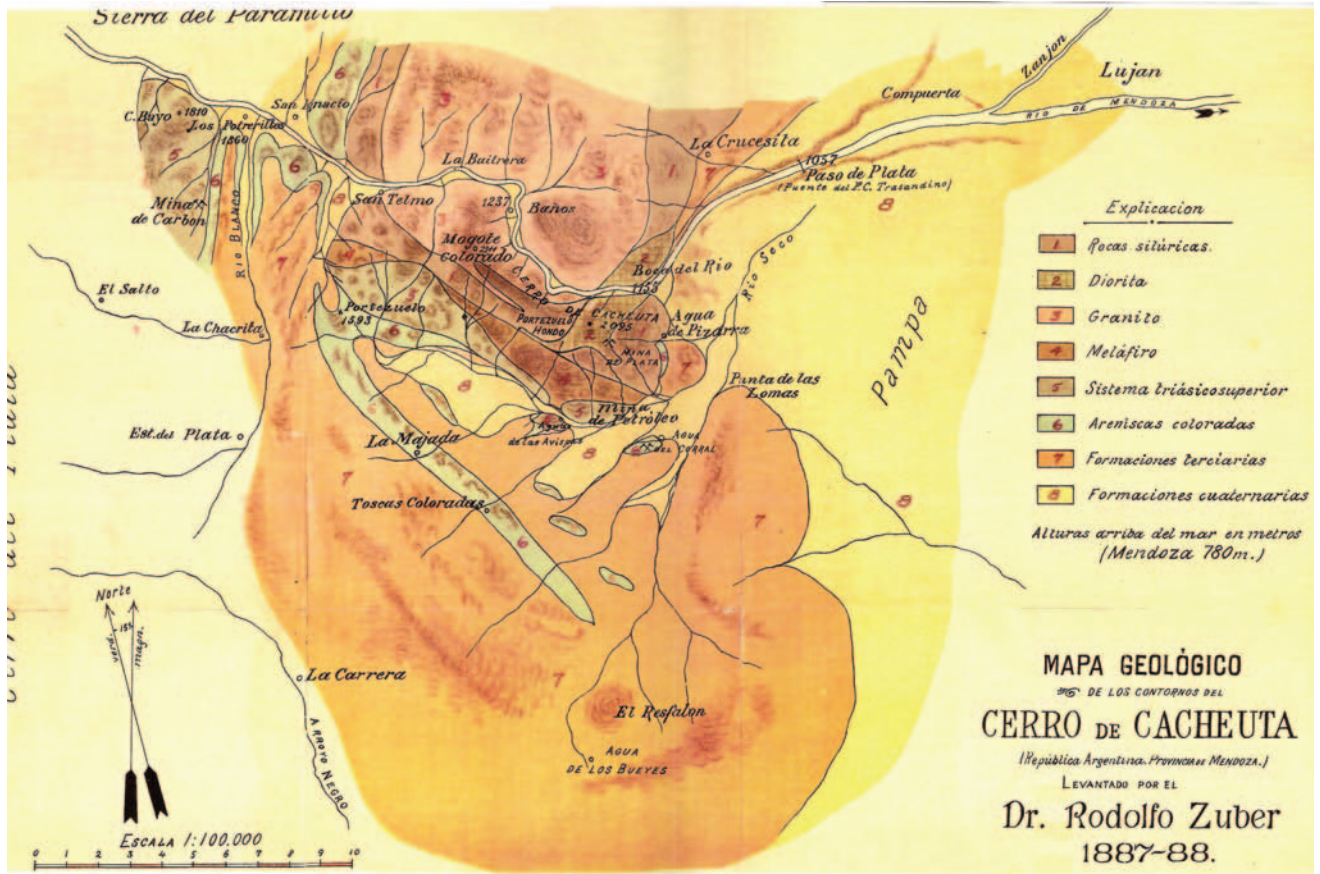 Sierra del Paramillo
Zanjon
Lujan
Compuerta
RIO DE MENDOZA
C. Bayo
1810
Los Potrerillos
1360
San Ignacio
La Crucesita
1057
Paso de Plata
(Puente del F.C. Trasandino)
La Buitrera
San Telmo
1237
Baños
Mina
de Carbon
RIO BLANCO
Mogote
Colorado
CERRO DE CACHEUTA
2095
Boca del Rio
1155
Rio Seco
El Salto
La Chacrita
Portezuelo
1593
PORTEZUELO
HONDO
Agua
de Pizarra
MINA
DE PLATA
Pampa
Punta de las
Lomas
Mina
de Petróleo
Est. del Plata
La Majada
de las Avispas
AGUA
DEL CORRAL
Toscas Coloradas
La Carrera
ARROYO NEGRO
El Resfalon
AGUA
DE LOS BUEYES
Norte
magn.
ESCALA 1:100.000
0 1 2 3 4 5 6 7 8 9 10
Explicacion
1 Rocas silúricas.
2 Diorita
3 Granito
4 Meláfiro
5 Sistema triásico superior
6 Areniscas coloradas
7 Formaciones terciarias
8 Formaciones cuaternarias
Alturas arriba del mar en metros
(Mendoza 780m.)
MAPA GEOLÓGICO
DE LOS CONTORNOS DEL
CERRO DE CACHEUTA
(República Argentina. PROVINCIA DE MENDOZA.)
LEVANTADO POR EL
Dr. Rodolfo Zuber
1887-88.